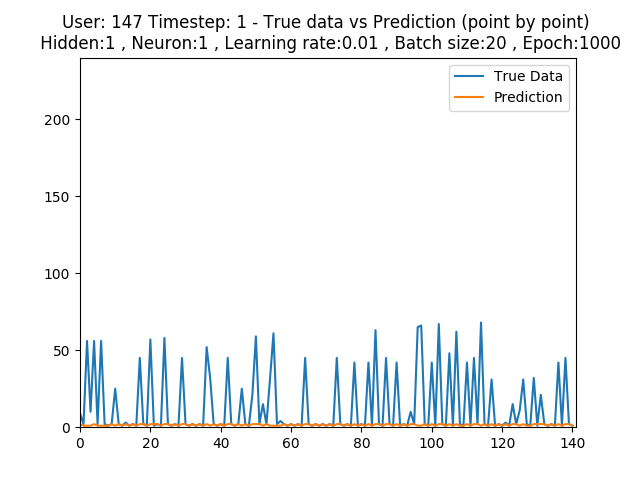 User: 147 Timestep: 1 - True data vs Prediction (point by point)
Hidden:1 , Neuron:1 , Learning rate:0.01 , Batch size:20 , Epoch:1000
True Data
Prediction
200
150
100
50
0
0 20 40 60 80 100 120 140